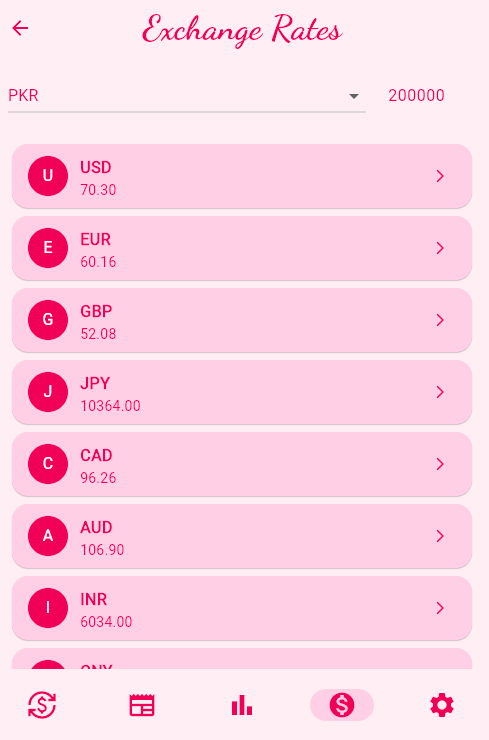 Exchange Rates
PKR 200000
U USD
70.30
E EUR
60.16
G GBP
52.08
J JPY
10364.00
C CAD
96.26
A AUD
106.90
I INR
6034.00